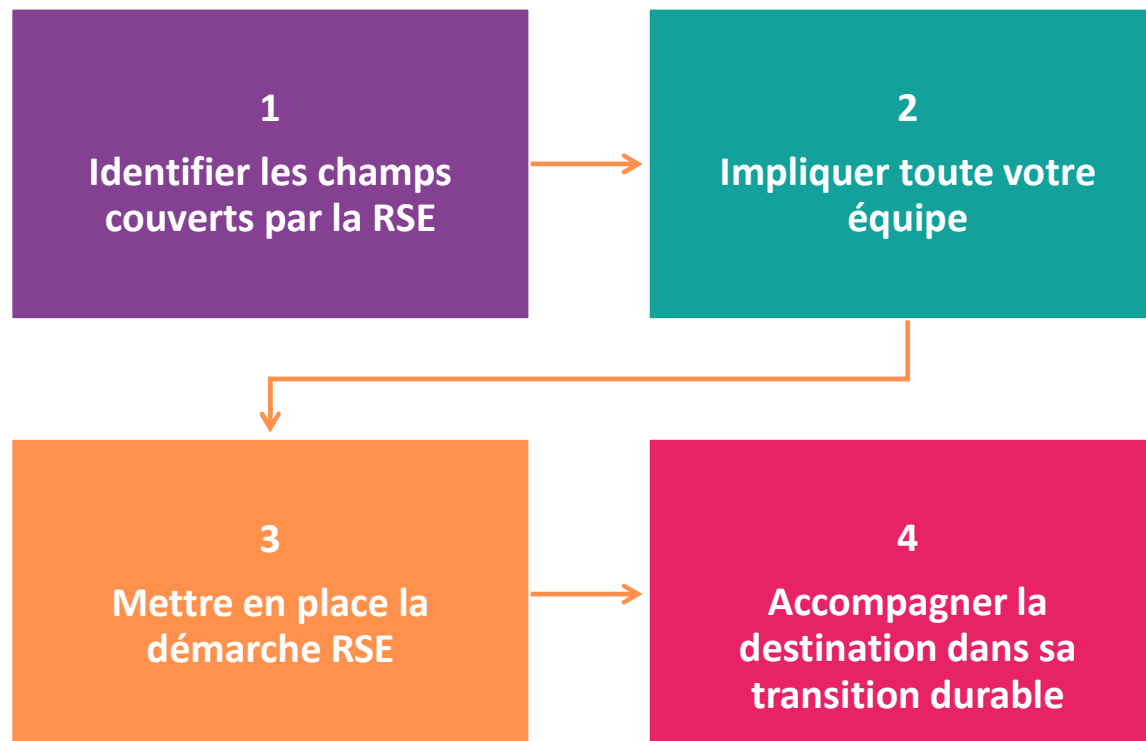 1
Identifier les champs
couverts par la RSE
2
Impliquer toute votre
équipe
3
Mettre en place la
démarche RSE
4
Accompagner la
destination dans sa
transition durable